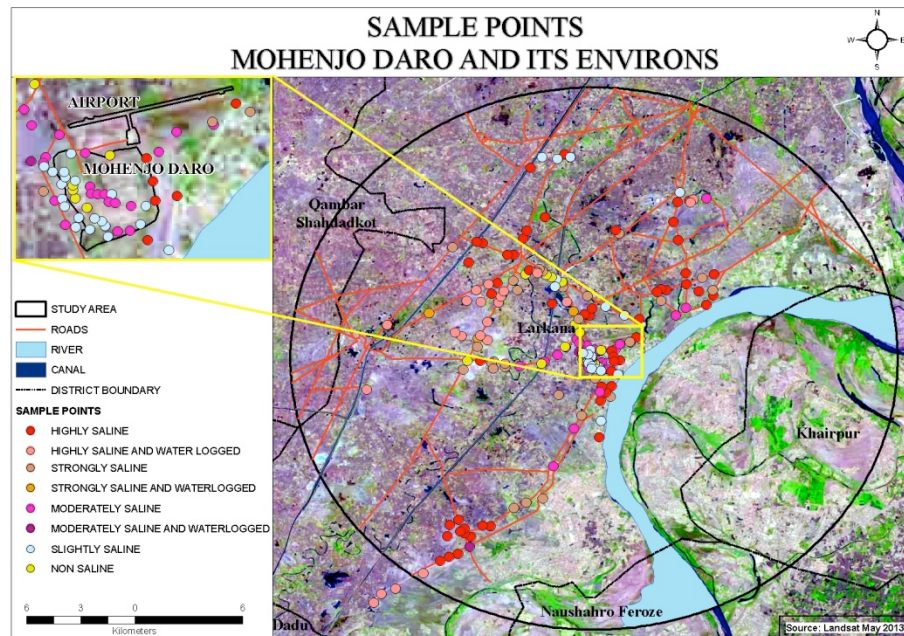 SAMPLE POINTS
MOHENJO DARO AND ITS ENVIRONS
N
W E
S
AIRPORT
MOHENJO DARO
Qambar
Shahdadkot
Larkana
Khairpur
Naushahro Feroze
Dadu
STUDY AREA
ROADS
RIVER
CANAL
DISTRICT BOUNDARY
SAMPLE POINTS
HIGHLY SALINE
HIGHLY SALINE AND WATER LOGGED
STRONGLY SALINE
STRONGLY SALINE AND WATERLOGGED
MODERATELY SALINE
MODERATELY SALINE AND WATERLOGGED
SLIGHTLY SALINE
NON SALINE
6 3 0 6
Kilometers
Source: Landsat May 2013